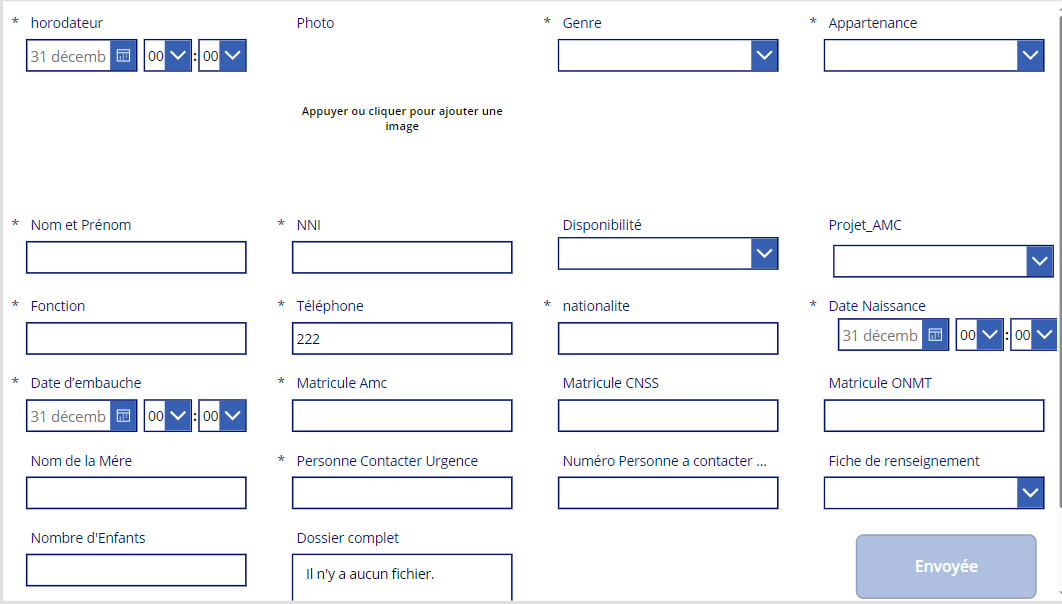 * horodateur
Photo
* Genre
* Appartenance
31 décemb 00 : 00
Appuyer ou cliquer pour ajouter une
image
* Nom et Prénom
* NNI
Disponibilité
Projet_AMC
* Fonction
* Téléphone
* nationalite
* Date Naissance
222
31 décemb 00 : 00
* Date d’embauche
* Matricule Amc
Matricule CNSS
Matricule ONMT
31 décemb 00 : 00
Nom de la Mére
* Personne Contacter Urgence
Numéro Personne a contacter ...
Fiche de renseignement
Nombre d'Enfants
Dossier complet
Il n'y a aucun fichier.
Envoyée